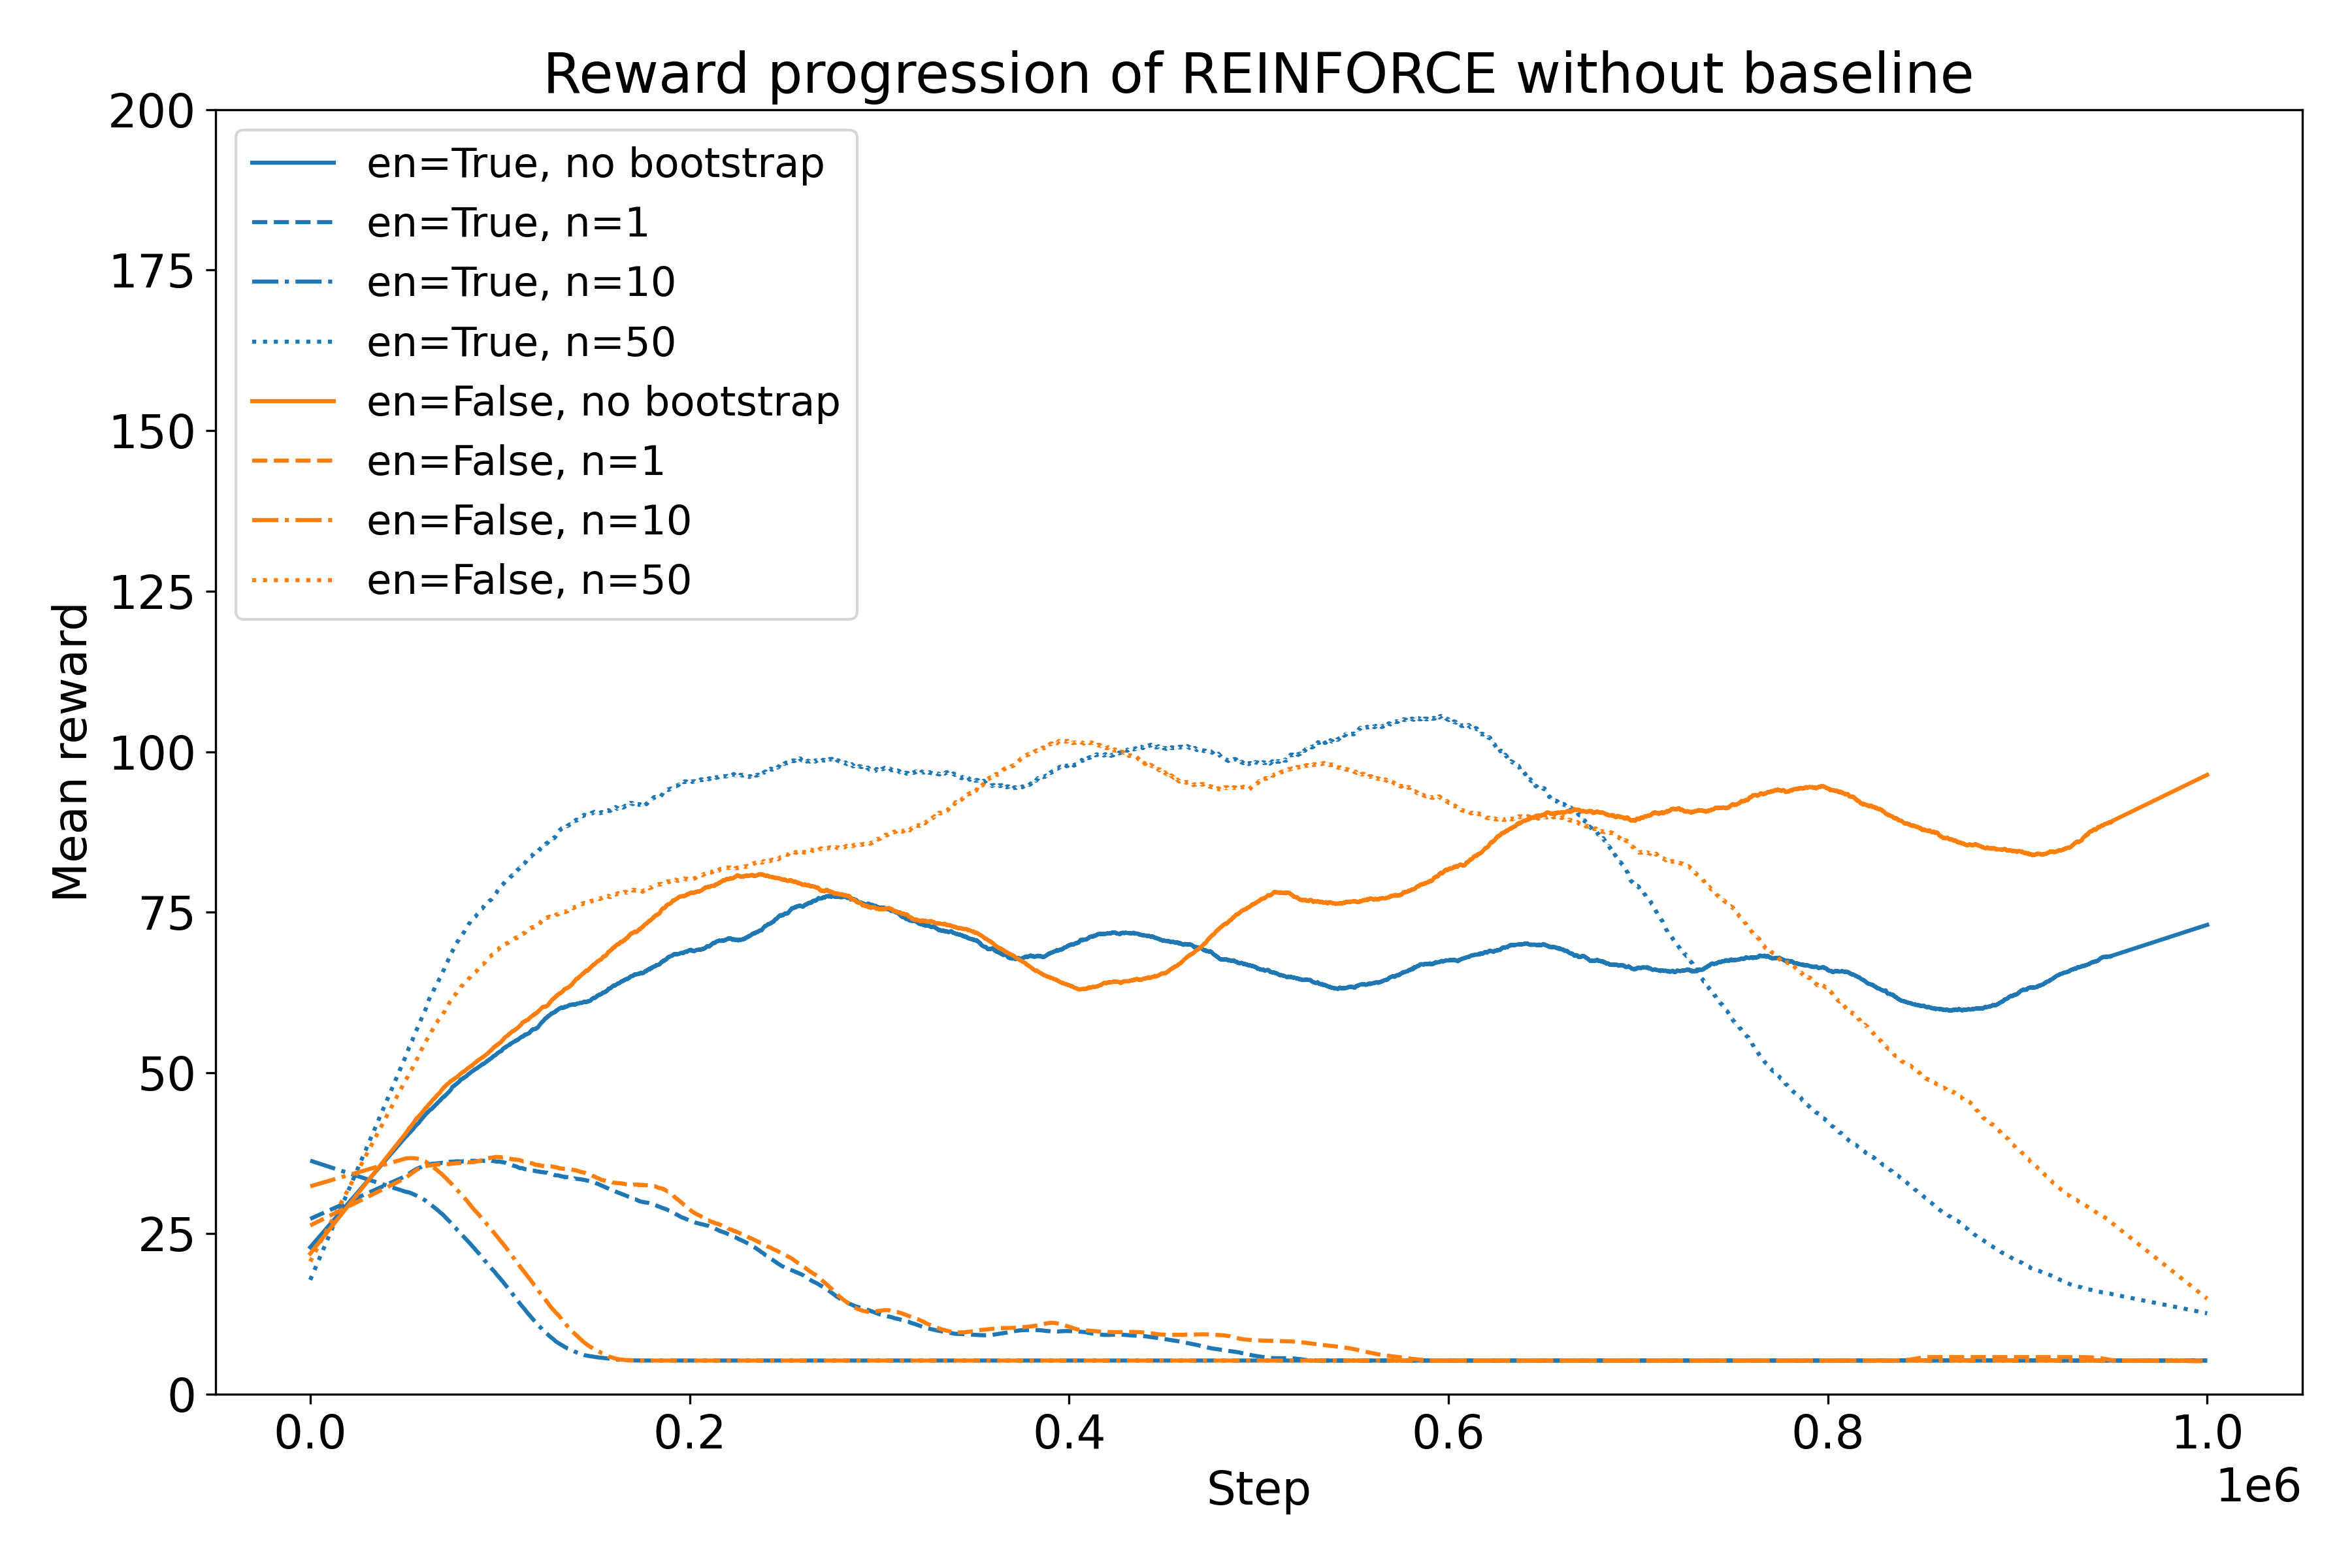 Reward progression of REINFORCE without baseline
200
175
150
125
100
75
50
25
0
Mean reward
en=True, no bootstrap
en=True, n=1
en=True, n=10
en=True, n=50
en=False, no bootstrap
en=False, n=1
en=False, n=10
en=False, n=50
0.0 0.2 0.4 0.6 0.8 1.0
Step
1e6